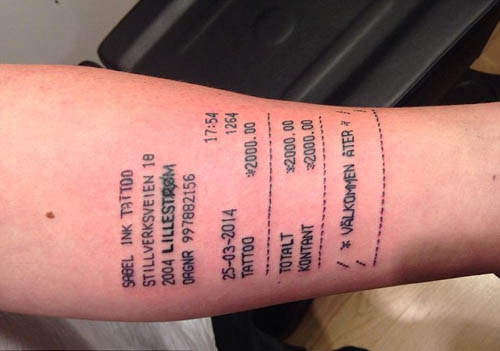 SABEL INK TATTOO
STILLVERKSVEIEN 18
2004 LILLESTRØM
ORGNR 997882156
17:54
25-03-2014 1264
TATTOO *2000.00
TOTALT *2000.00
KONTANT *2000.00
/ * VÄLKOMMEN ÅTER * /